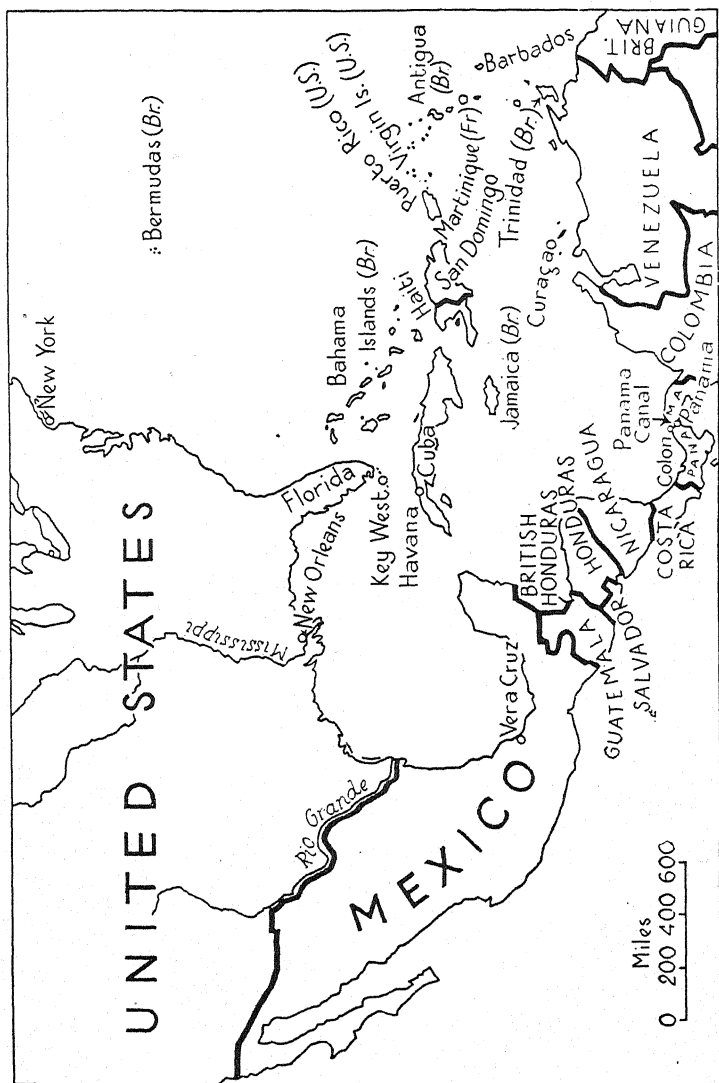 UNITED STATES
New York
Bermudas (Br.)
Mississippi
New Orleans
Florida
Rio Grande
Bahama
Islands (Br.)
Key West
Havana
Cuba
Haiti
San Domingo
Puerto Rico (U.S.)
Virgin Is. (U.S.)
Antigua
(Br)
Martinique (Fr)
Barbados
MEXICO
Vera Cruz
Jamaica (Br.)
Curaçao
Trinidad (Br.)
BRITISH
HONDURAS
HONDURAS
NICARAGUA
GUATEMALA
SALVADOR
COSTA
RICA
Panama
Canal
Colon
PANAMA
Panama
COLOMBIA
VENEZUELA
BRIT.
GUIANA
Miles
0 200 400 600